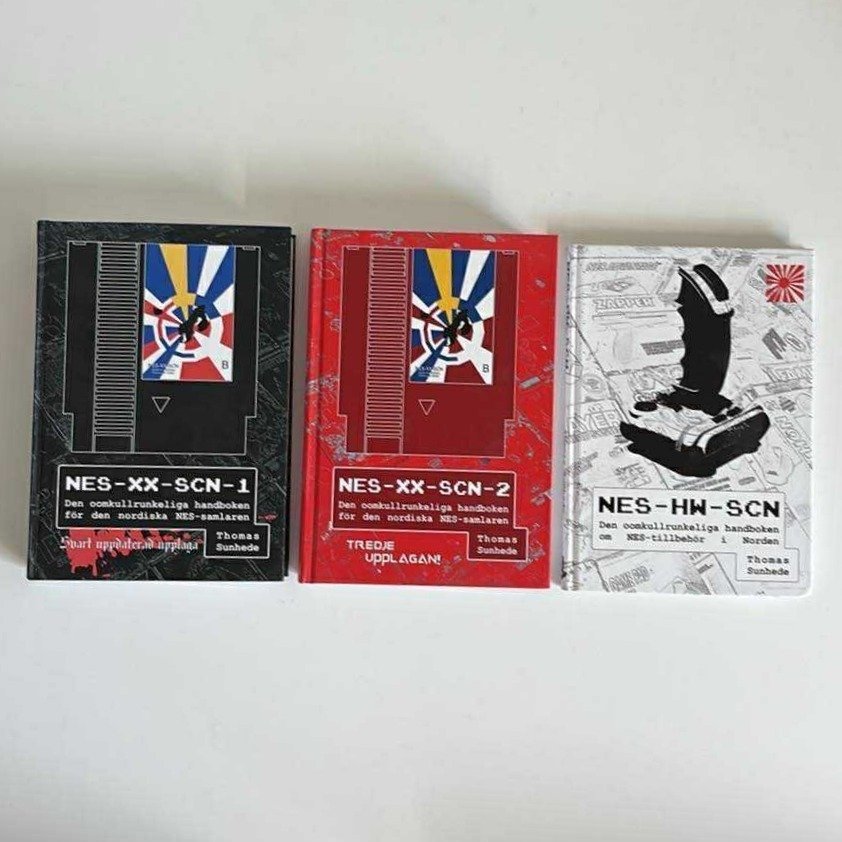 B
NES-XX-SCN-1
Den oomkullrunkeliga handboken
för den nordiska NES-samlaren
Svart uppdaterad upplaga
Thomas
Sunhede
B
NES-XX-SCN-2
Den oomkullrunkeliga handboken
för den nordiska NES-samlaren
TREDJE
UPPLAGAN!
Thomas
Sunhede
ZAPPER
NES-HW-SCN
Den oomkullrunkeliga handboken
om NES-tillbehör i Norden
Thomas
Sunhede